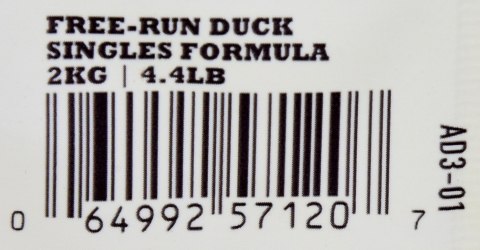 FREE-RUN DUCK
SINGLES FORMULA
2KG | 4.4LB
0 64992 57120 7
AD3-01